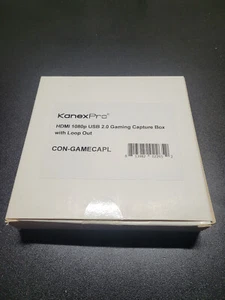 KanexPro
HDMI 1080p USB 2.0 Gaming Capture Box
with Loop Out
CON-GAMECAPL